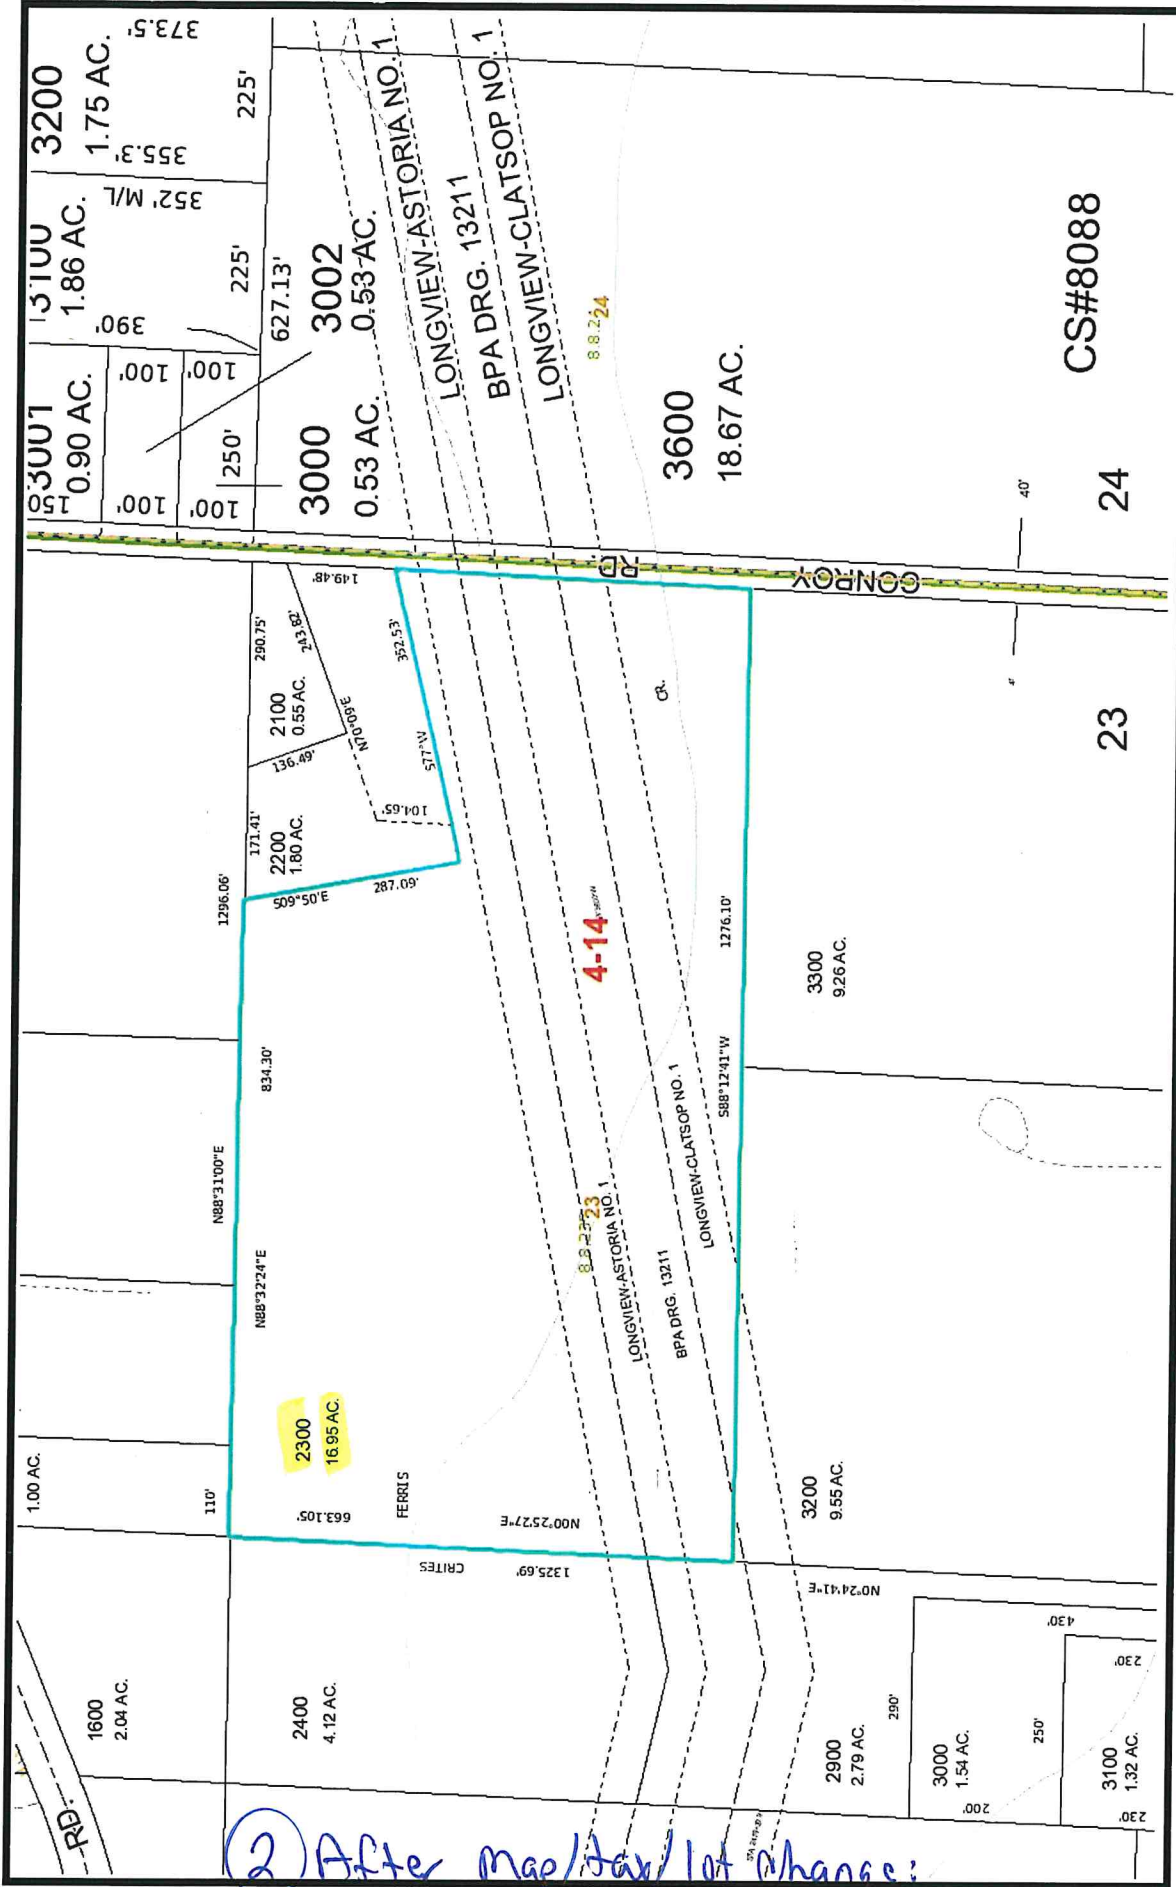 3200
1.75 AC.
373.5'
355.3'
225'
3100
1.86 AC.
352' M/L
390'
225'
627.13'
3001
0.90 AC.
150
100'
100'
100'
100'
250'
3002
0.53 AC.
3000
0.53 AC.
LONGVIEW-ASTORIA NO. 1
BPA DRG. 13211
LONGVIEW-CLATSOP NO. 1
8.8.24
24
3600
18.67 AC.
CS#8088
24
40'
CONROY
RD.
23
149.48'
290.75'
243.82'
2100
0.55 AC.
136.49'
N70°09'E
352.53'
S77°W
104.65'
171.41'
2200
1.80 AC.
S09°50'E
287.09'
1296.06'
834.30'
N88°31'00"E
N88°32'24"E
CR.
4-14
1276.10'
S88°12'41"W
3300
9.26 AC.
8.8.23
23
LONGVIEW-ASTORIA NO. 1
BPA DRG. 13211
LONGVIEW-CLATSOP NO. 1
1.00 AC.
110'
2300
16.95 AC.
663.105'
FERRIS
N00°25'27"E
CRITES
1325.69'
3200
9.55 AC.
N0°24'41"E
1600
2.04 AC.
RD.
2400
4.12 AC.
2900
2.79 AC.
290'
3000
1.54 AC.
200'
430'
250'
230'
3100
1.32 AC.
230'
② After map/tax/lot change: